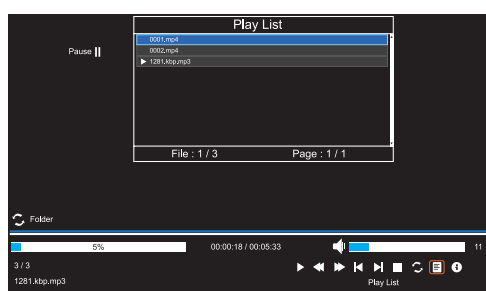 Play List
0001.mp4
Pause
0002.mp4
1281.kbp.mp3
File : 1 / 3 Page : 1 / 1
Folder
5% 00:00:18 / 00:05:33 11
3 / 3
1281.kbp.mp3 Play List